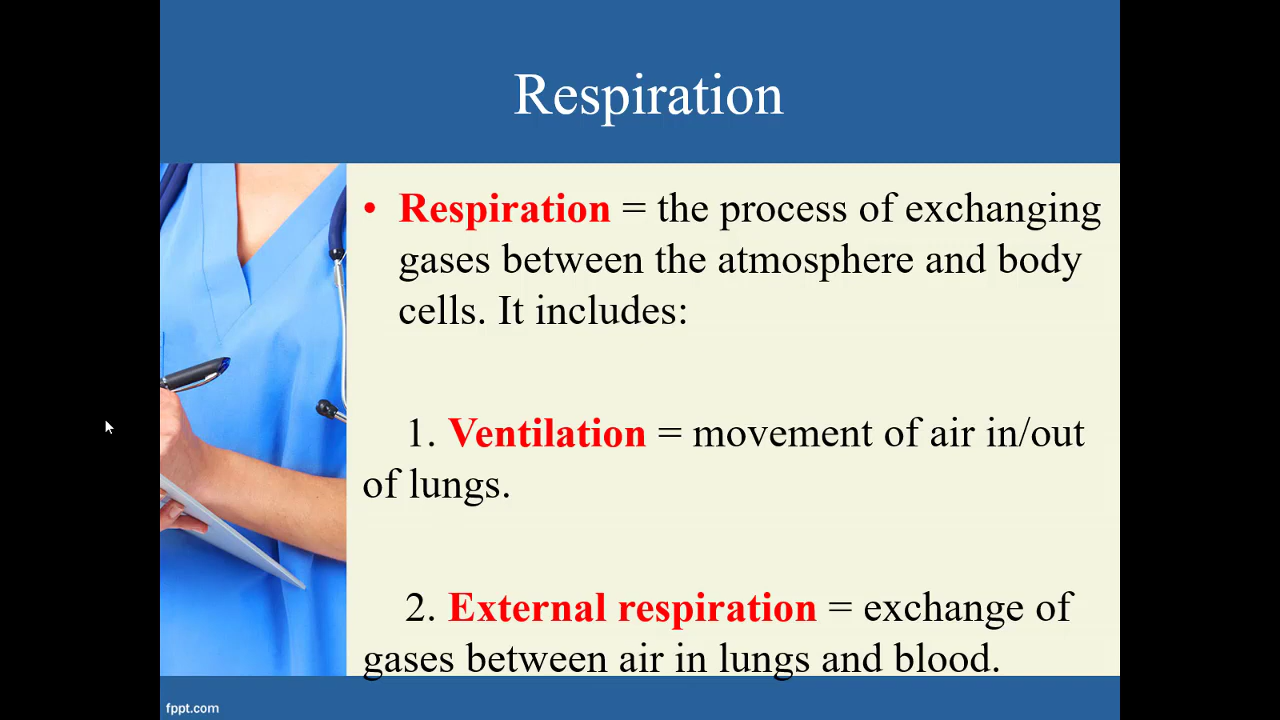 Respiration
• Respiration = the process of exchanging
gases between the atmosphere and body
cells. It includes:
1. Ventilation = movement of air in/out
of lungs.
2. External respiration = exchange of
gases between air in lungs and blood.
fppt.com